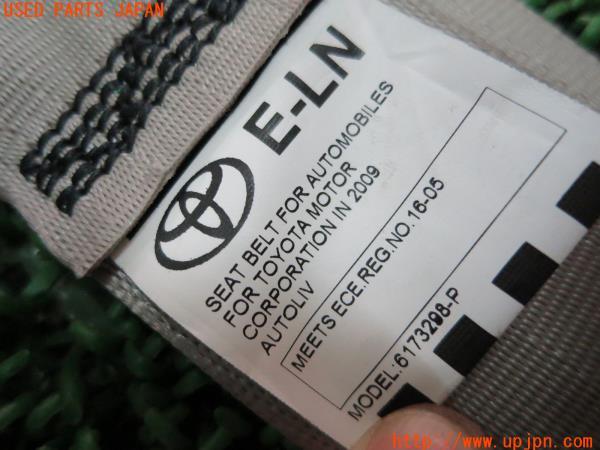 USED PARTS JAPAN
E-LN
SEAT BELT FOR AUTOMOBILES
FOR TOYOTA MOTOR
CORPORATION IN 2009
AUTOLIV
MEETS ECE.REG.NO.16-05
MODEL:6173298-P
http://www.upjpn.com/